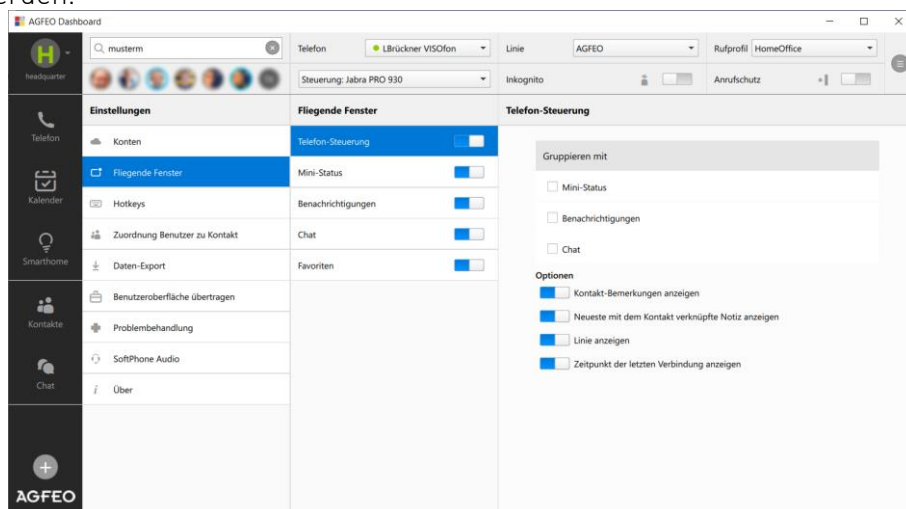 erden.
AGFEO Dashboard
H
headquarter
musterm
Telefon
LBrückner VISOfon
Linie
AGFEO
Rufprofil
HomeOffice
Steuerung: Jabra PRO 930
Inkognito
Anrufschutz
Telefon
Kalender
Smarthome
Kontakte
Chat
AGFEO
Einstellungen
Konten
Fliegende Fenster
Hotkeys
Zuordnung Benutzer zu Kontakt
Daten-Export
Benutzeroberfläche übertragen
Problembehandlung
SoftPhone Audio
Über
Fliegende Fenster
Telefon-Steuerung
Mini-Status
Benachrichtigungen
Chat
Favoriten
Telefon-Steuerung
Gruppieren mit
Mini-Status
Benachrichtigungen
Chat
Optionen
Kontakt-Bemerkungen anzeigen
Neueste mit dem Kontakt verknüpfte Notiz anzeigen
Linie anzeigen
Zeitpunkt der letzten Verbindung anzeigen